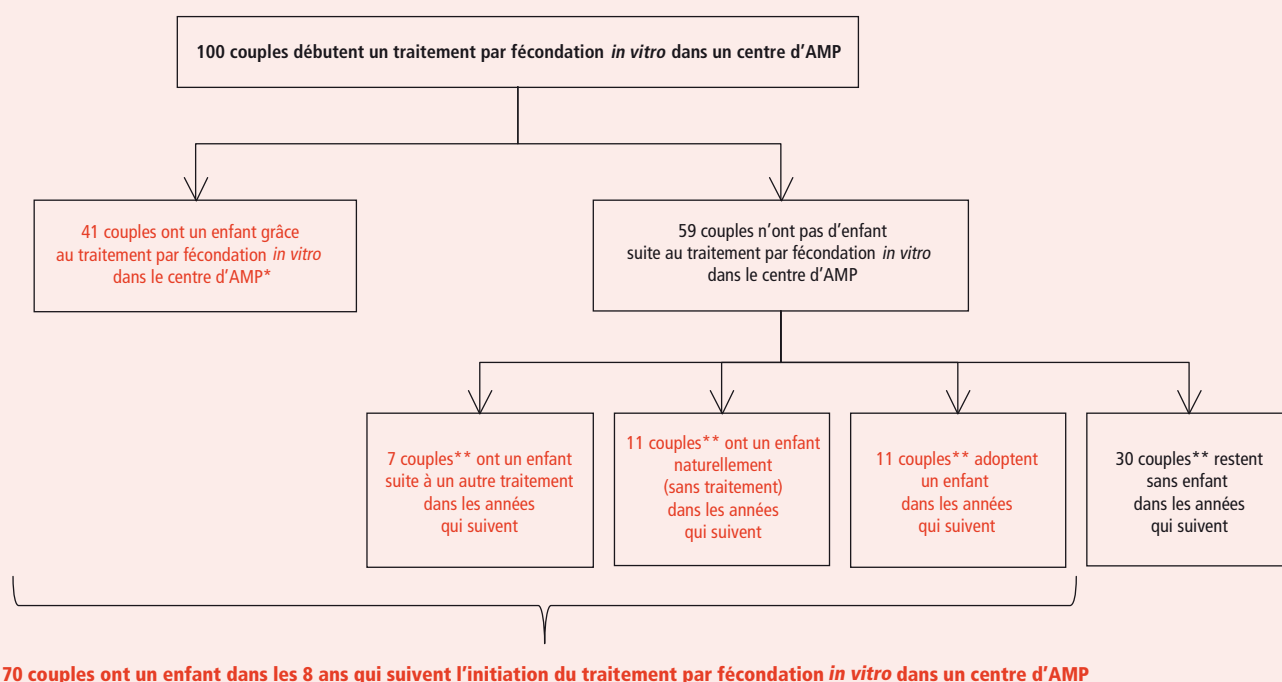 100 couples débutent un traitement par fécondation in vitro dans un centre d'AMP
41 couples ont un enfant grâce
au traitement par fécondation in vitro
dans le centre d'AMP*
59 couples n'ont pas d'enfant
suite au traitement par fécondation in vitro
dans le centre d'AMP
7 couples** ont un enfant
suite à un autre traitement
dans les années
qui suivent
11 couples** ont un enfant
naturellement
(sans traitement)
dans les années
qui suivent
11 couples** adoptent
un enfant
dans les années
qui suivent
30 couples** restent
sans enfant
dans les années
qui suivent
70 couples ont un enfant dans les 8 ans qui suivent l'initiation du traitement par fécondation in vitro dans un centre d'AMP